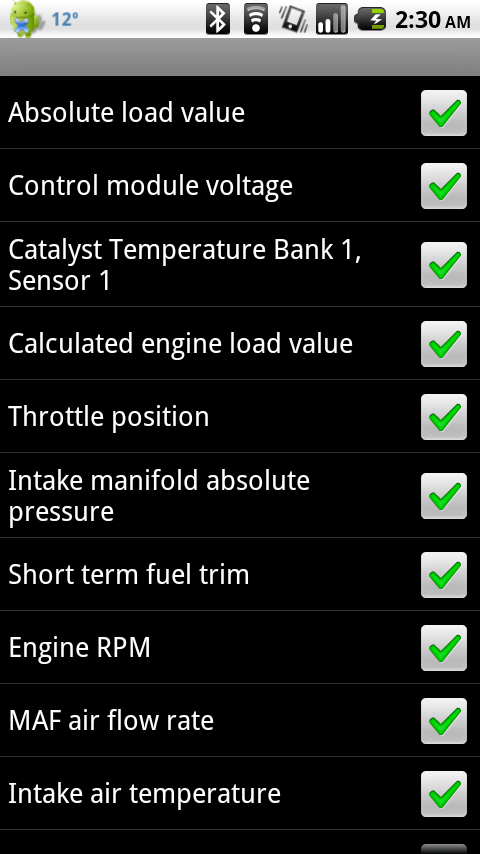 12°
2:30 AM
Absolute load value
Control module voltage
Catalyst Temperature Bank 1,
Sensor 1
Calculated engine load value
Throttle position
Intake manifold absolute
pressure
Short term fuel trim
Engine RPM
MAF air flow rate
Intake air temperature